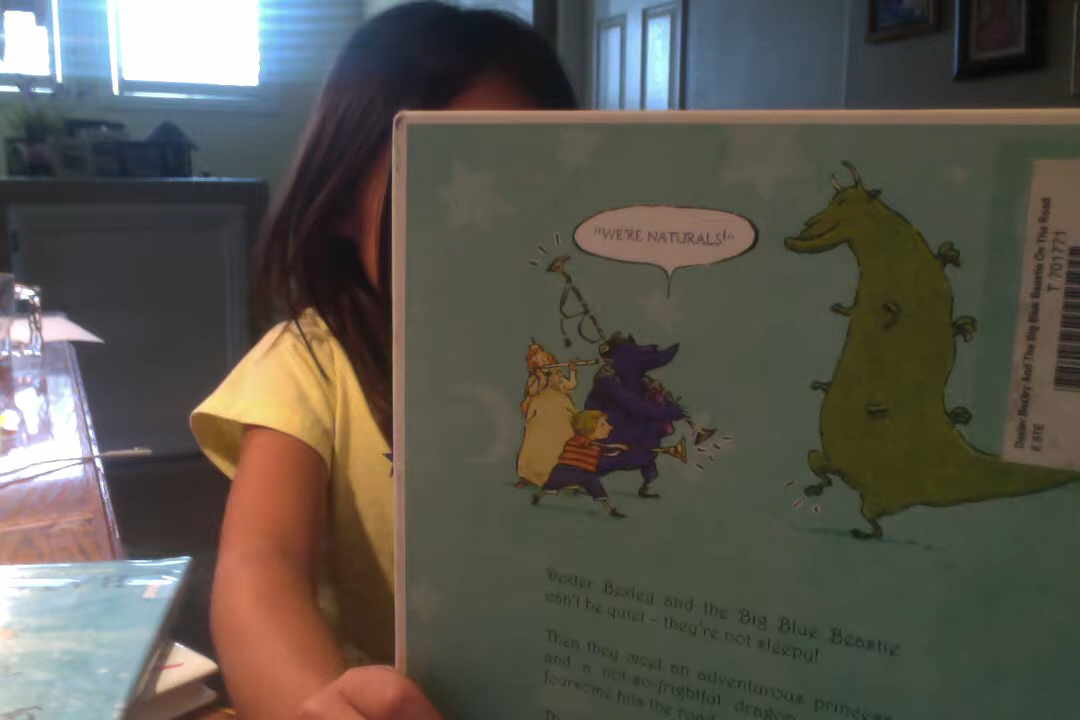 "WE'RE NATURALS!"
Dexter Bexley and the Big Blue Beastie
can't be quiet - they're not sleepy!
Then they meet an adventurous princess
and a not-so-frightful dragon
foursome hits the road
Dexter Bexley And The Big Blue Beastie On The Road
T 701771
E STE